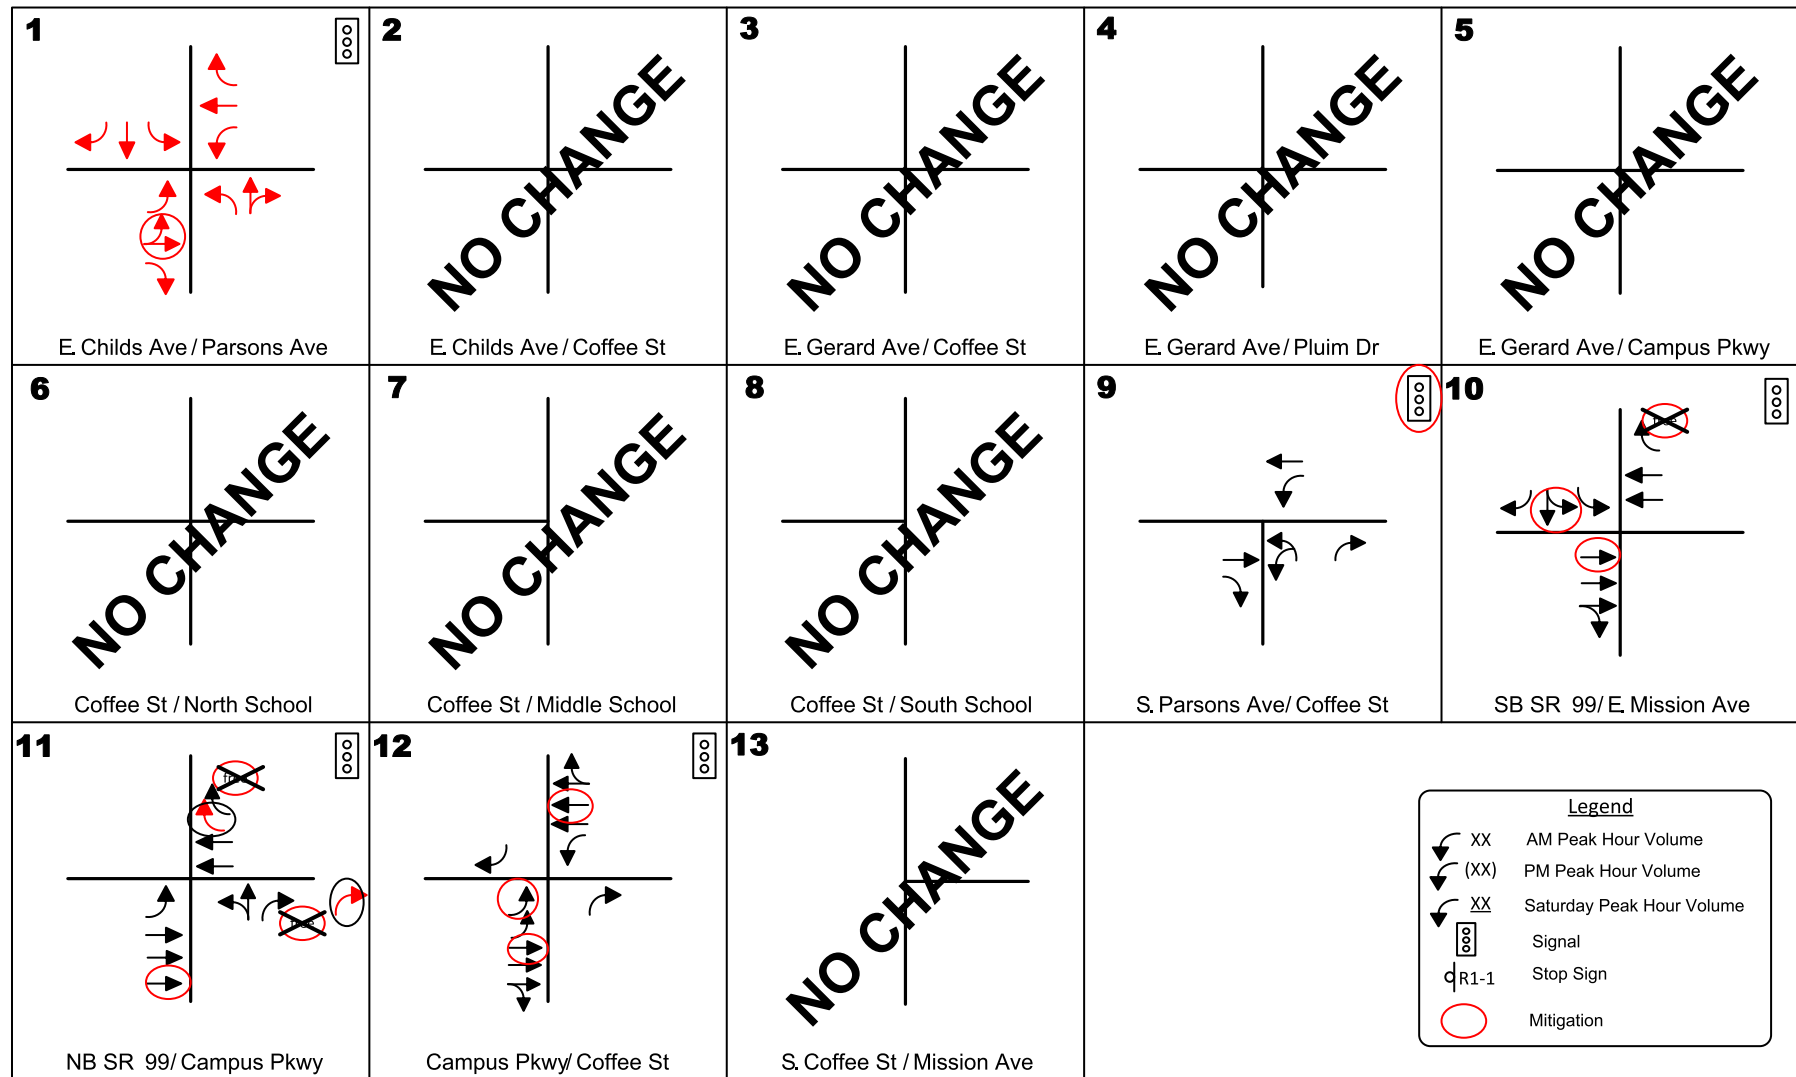 1
E. Childs Ave / Parsons Ave
2
NO CHANGE
E. Childs Ave / Coffee St
3
NO CHANGE
E. Gerard Ave / Coffee St
4
NO CHANGE
E. Gerard Ave / Pluim Dr
5
NO CHANGE
E. Gerard Ave / Campus Pkwy
6
NO CHANGE
Coffee St / North School
7
NO CHANGE
Coffee St / Middle School
8
NO CHANGE
Coffee St / South School
9
S. Parsons Ave/ Coffee St
10
SB SR 99/ E. Mission Ave
11
NB SR 99/ Campus Pkwy
12
Campus Pkwy/ Coffee St
13
NO CHANGE
S. Coffee St / Mission Ave
Legend
XX AM Peak Hour Volume
(XX) PM Peak Hour Volume
XX Saturday Peak Hour Volume
Signal
R1-1 Stop Sign
Mitigation